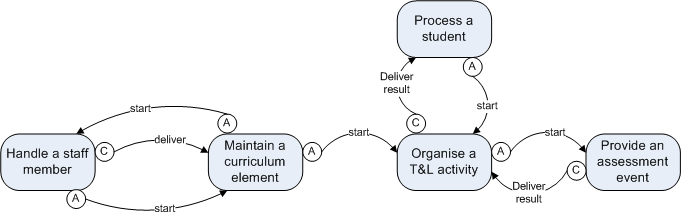 Process a
student
A
Deliver
result
start
C
start
A
Handle a staff
member
C
deliver
Maintain a
curriculum
element
A
start
Organise a
T&L activity
A
start
Provide an
assessment
event
C
Deliver
result
A
start